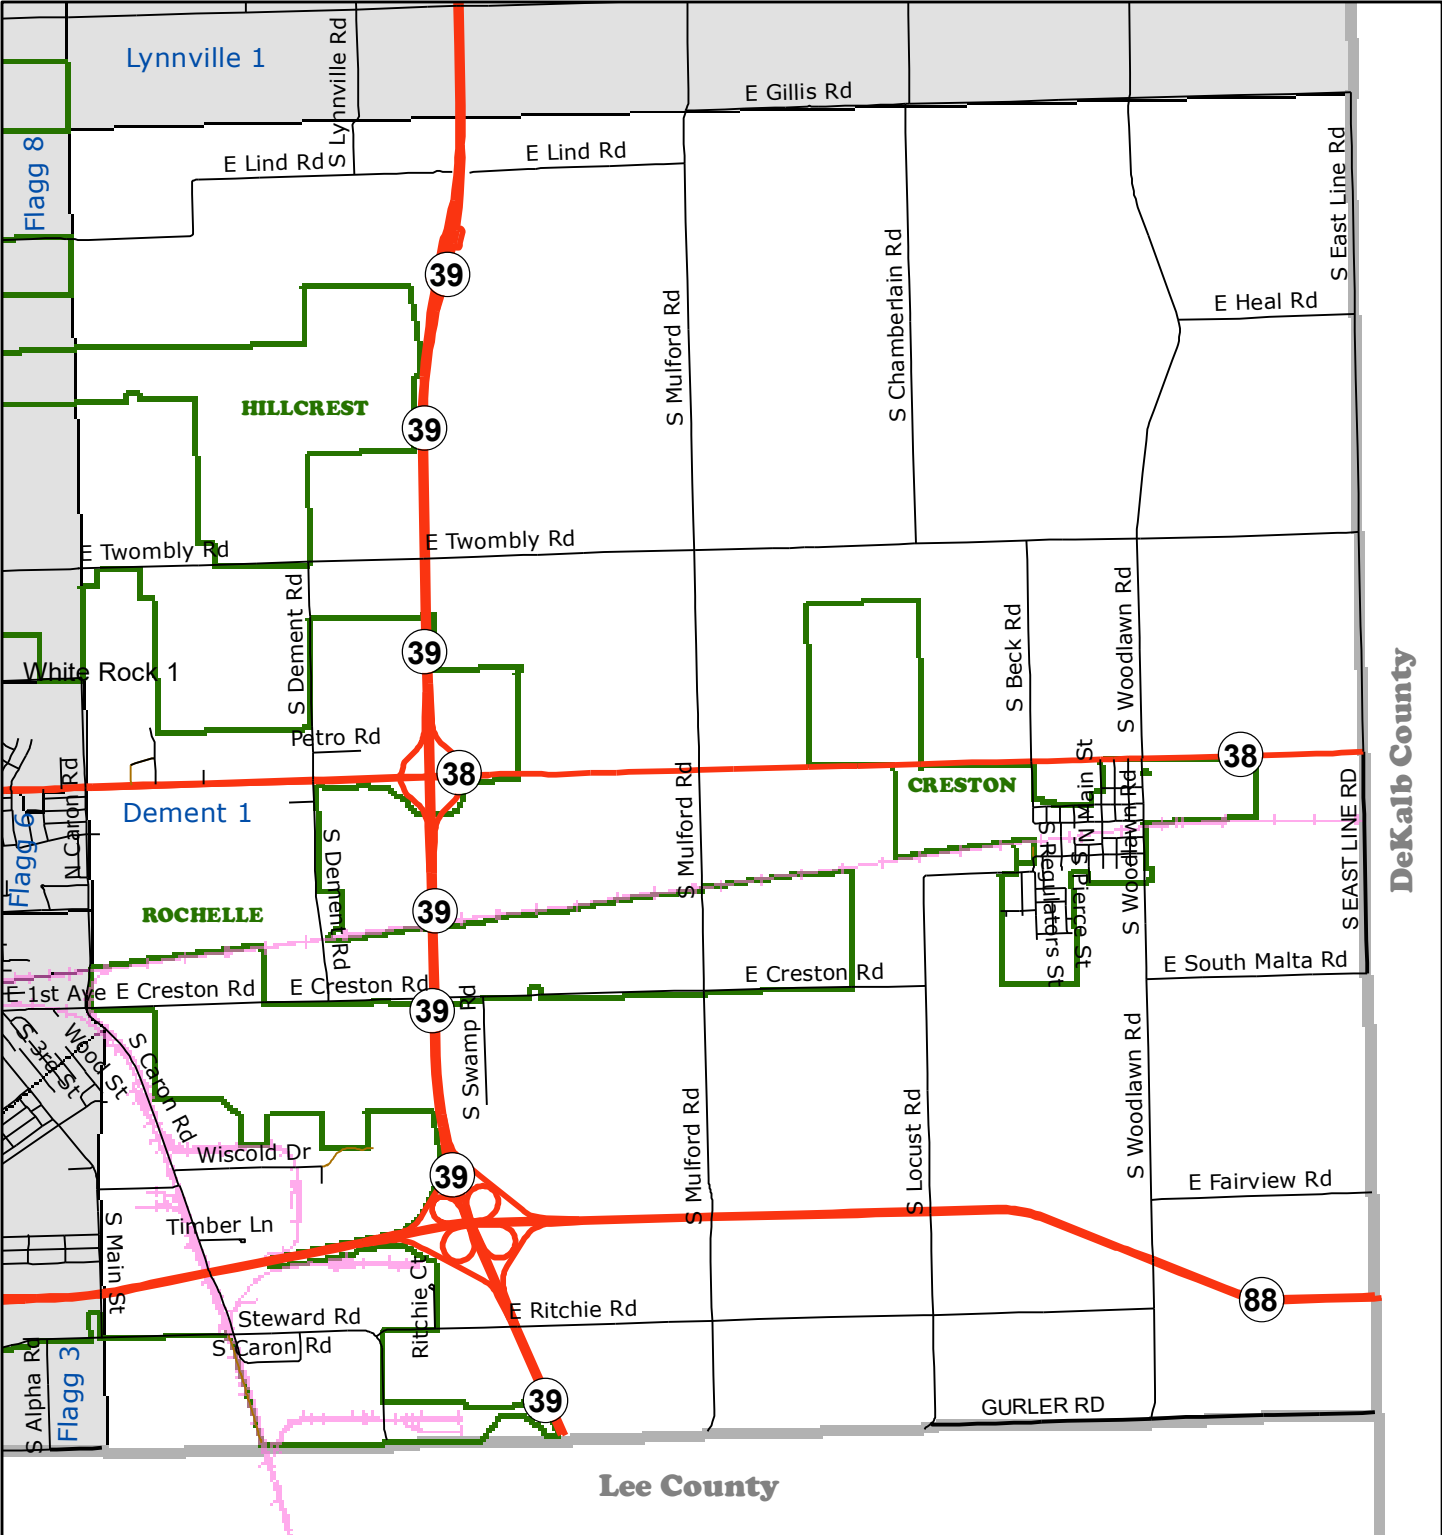 Lynnville 1
S Lynnville Rd
E Gillis Rd
E Lind Rd
E Lind Rd
Flagg 8
S East Line Rd
39
S Chamberlain Rd
S Mulford Rd
E Heal Rd
HILLCREST
39
E Twombly Rd
E Twombly Rd
S Dement Rd
S Beck Rd
S Woodlawn Rd
39
White Rock 1
DeKalb County
Petro Rd
38
38
N Caron Rd
S Mulford Rd
CRESTON
N Main St
S Woodlawn Rd
S EAST LINE RD
Dement 1
Flagg 6
S Dement Rd
S Regulators St
S Pierce St
ROCHELLE
39
E 1st Ave
E Creston Rd
E Creston Rd
E Creston Rd
E South Malta Rd
39
S Swamp Rd
S 3rd St
Wood St
S Caron Rd
S Mulford Rd
S Locust Rd
S Woodlawn Rd
Wiscold Dr
39
E Fairview Rd
Timber Ln
S Main St
Ritchie Ct
88
Steward Rd
E Ritchie Rd
S Caron Rd
S Alpha Rd
Flagg 3
39
GURLER RD
Lee County